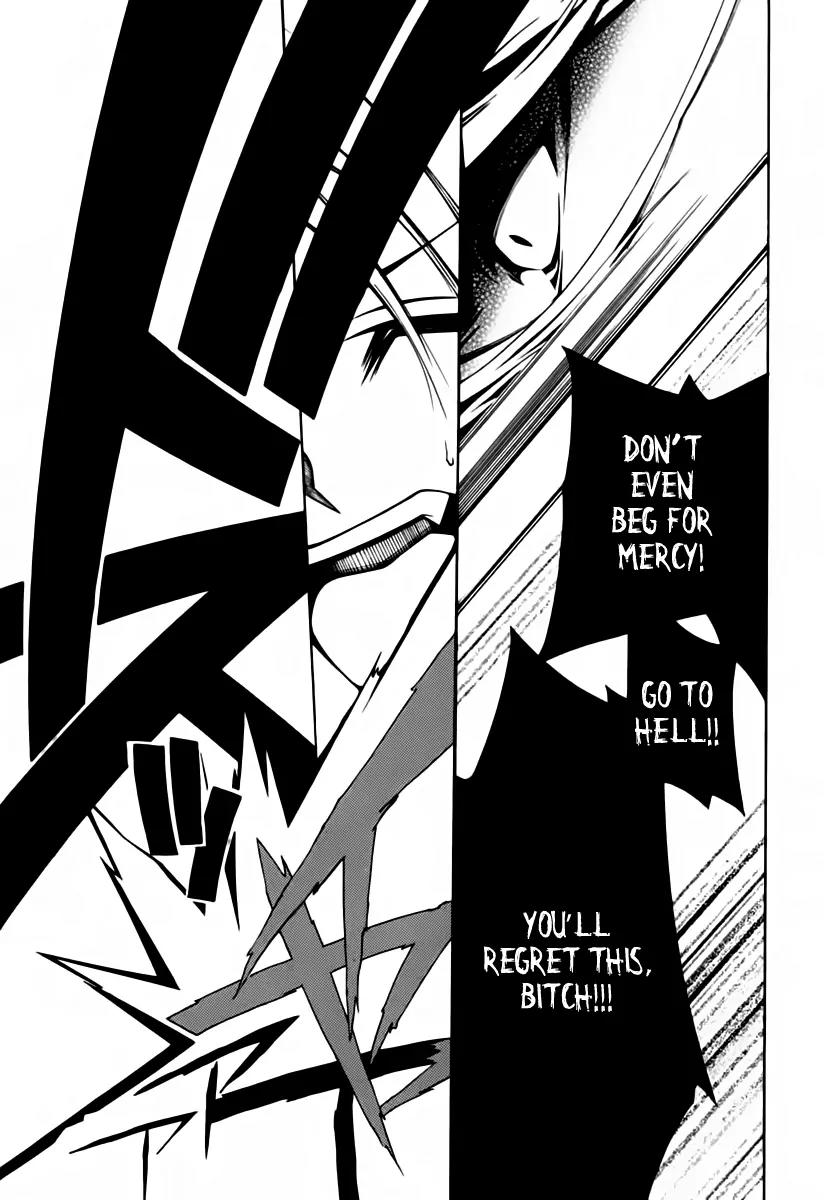 DON'T
EVEN
BEG FOR
MERCY!
GO TO
HELL!!
YOU'LL
REGRET THIS,
BITCH!!!